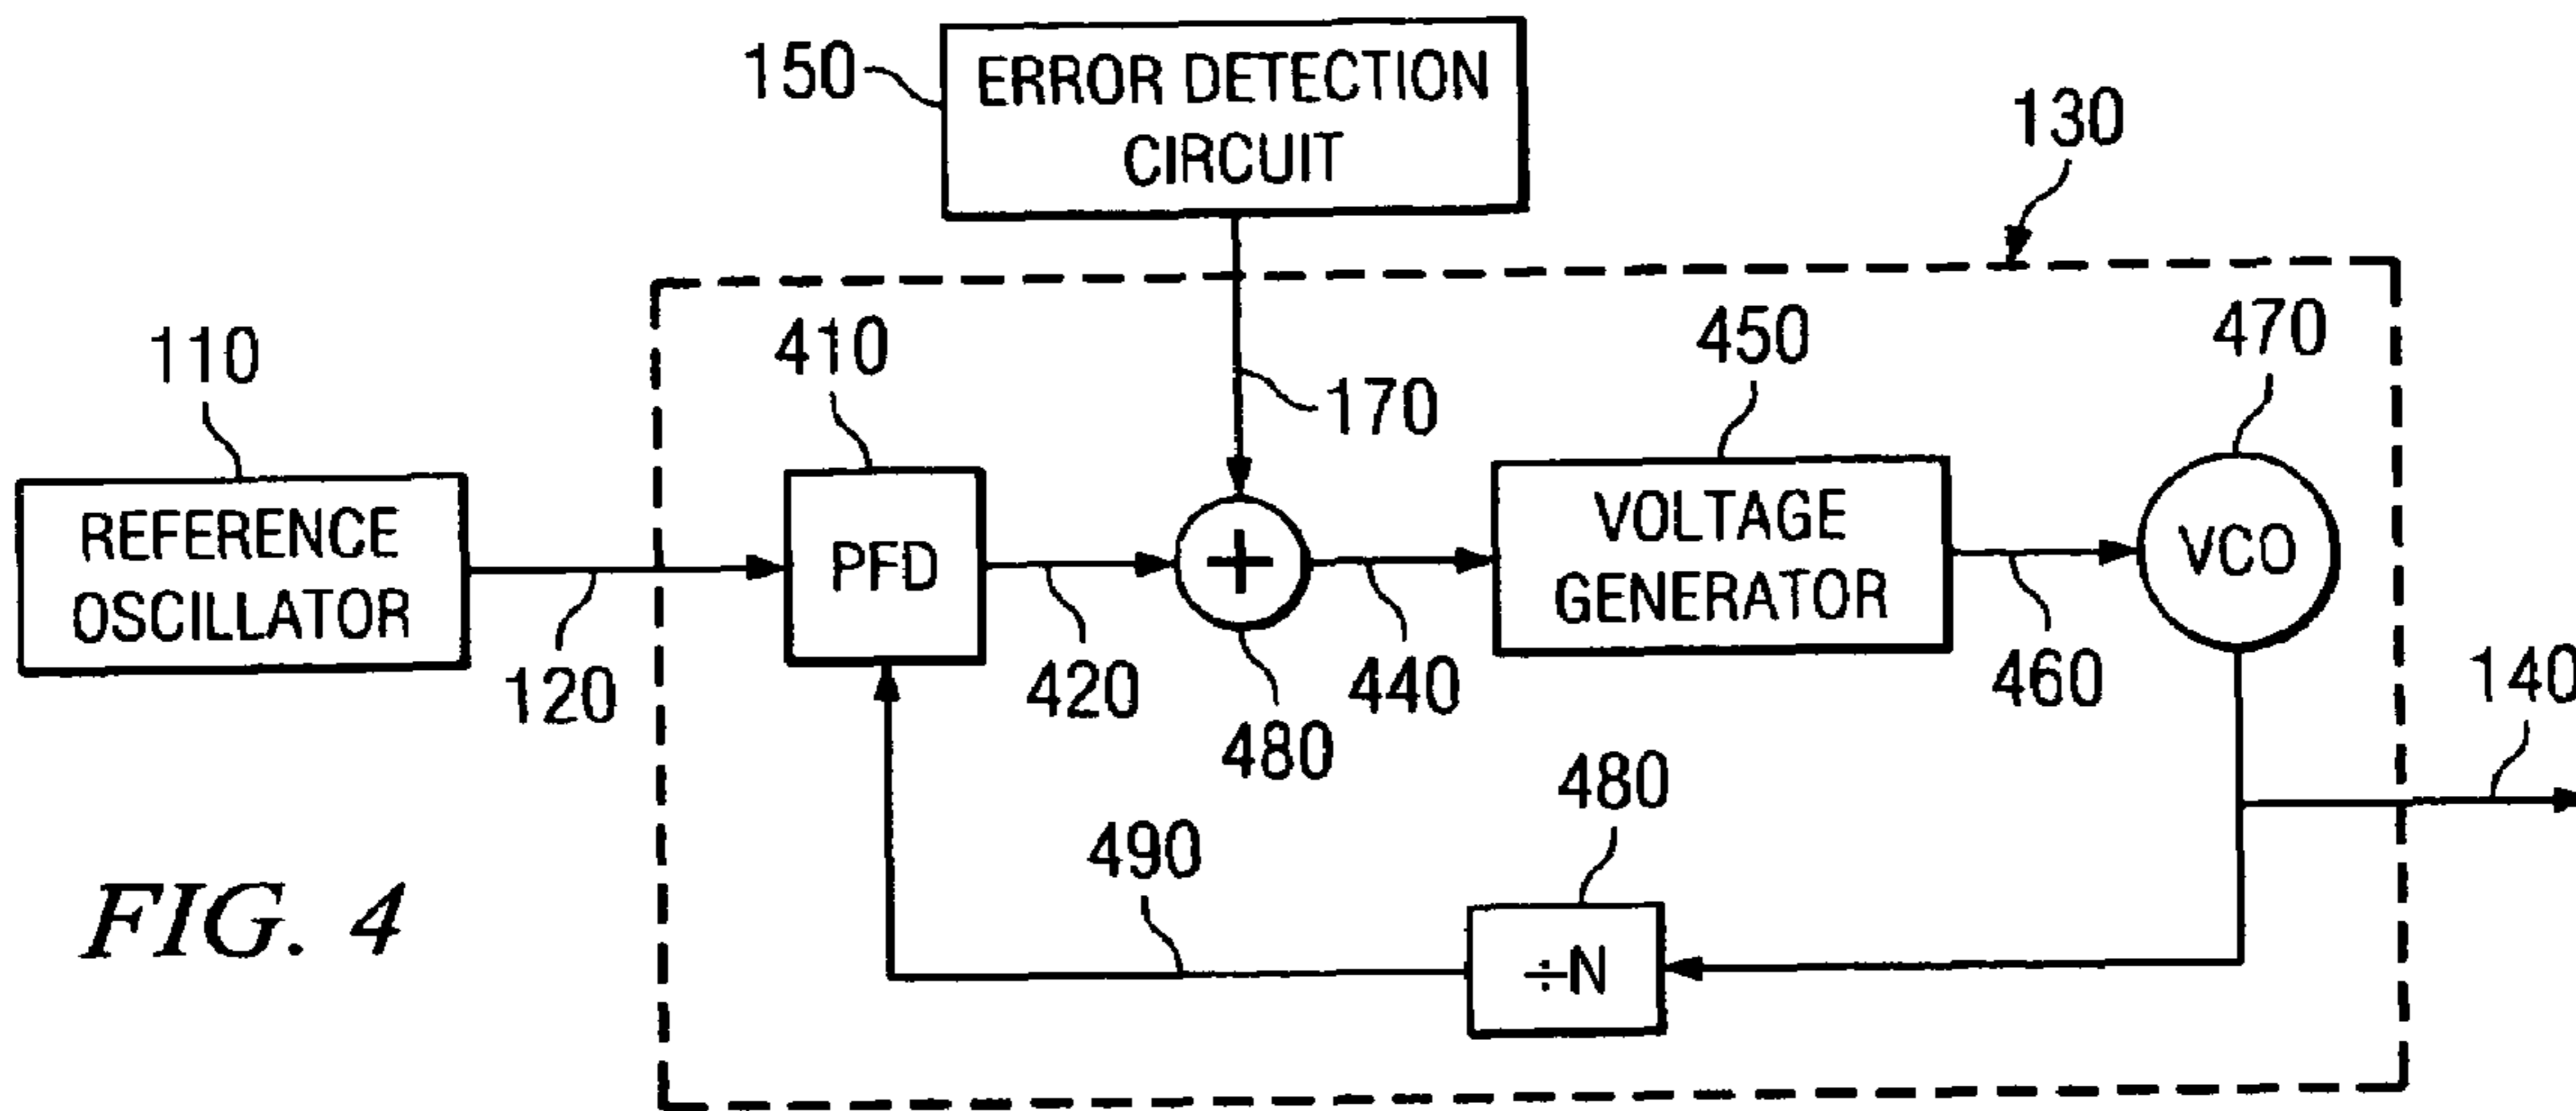 150
ERROR DETECTION
CIRCUIT
130
110
410
170
450
470
REFERENCE
OSCILLATOR
120
PFD
420
+
480
440
VOLTAGE
GENERATOR
460
VCO
140
490
480
÷N
FIG. 4